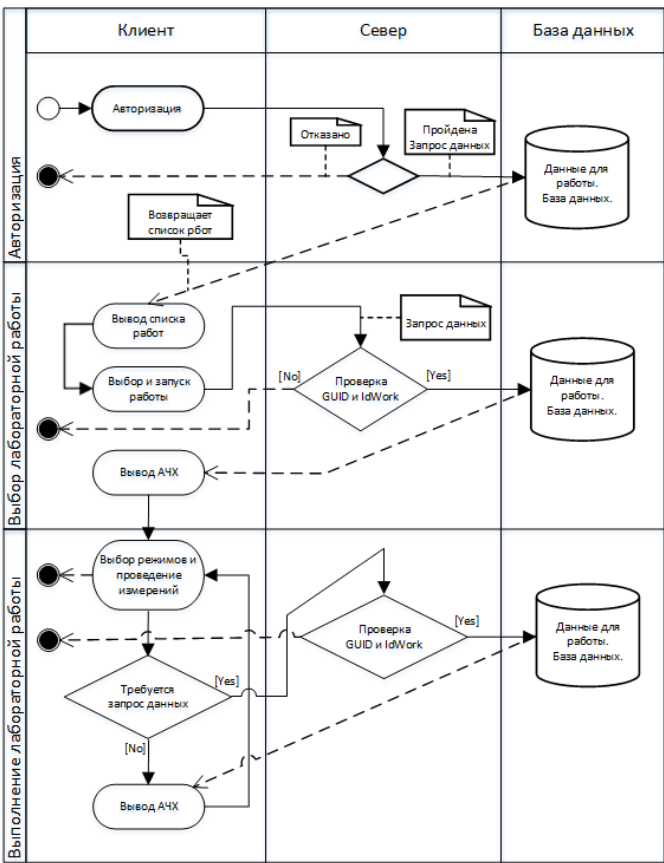 Клиент
Север
База данных
Авторизация
Авторизация
Отказано
Пройдена
Запрос данных
Данные для
работы.
База данных.
Возвращает
список рбот
Выбор лабораторной работы
Вывод списка
работ
Запрос данных
Выбор и запуск
работы
[No]
Проверка
GUID и IdWork
[Yes]
Данные для
работы.
База данных.
Вывод АЧХ
Выполнение лабораторной работы
Выбор режимов и
проведение
измерений
Проверка
GUID и IdWork
[Yes]
Данные для
работы.
База данных.
Требуется
запрос данных
[Yes]
[No]
Вывод АЧХ